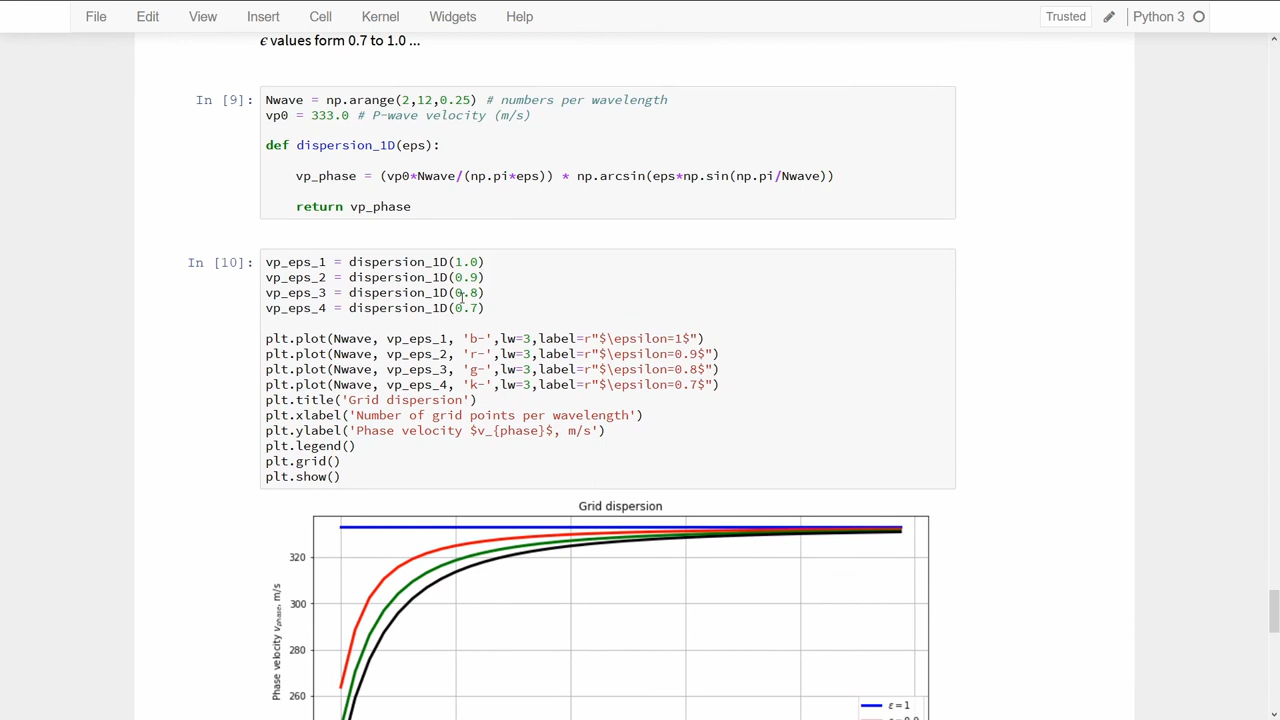 File Edit View Insert Cell Kernel Widgets Help Trusted Python 3
ϵ values form 0.7 to 1.0 ...
In [9]: Nwave = np.arange(2,12,0.25) # numbers per wavelength
vp0 = 333.0 # P-wave velocity (m/s)
def dispersion_1D(eps):
vp_phase = (vp0*Nwave/(np.pi*eps)) * np.arcsin(eps*np.sin(np.pi/Nwave))
return vp_phase
In [10]: vp_eps_1 = dispersion_1D(1.0)
vp_eps_2 = dispersion_1D(0.9)
vp_eps_3 = dispersion_1D(0.8)
vp_eps_4 = dispersion_1D(0.7)
plt.plot(Nwave, vp_eps_1, 'b-',lw=3,label=r"$\epsilon=1$")
plt.plot(Nwave, vp_eps_2, 'r-',lw=3,label=r"$\epsilon=0.9$")
plt.plot(Nwave, vp_eps_3, 'g-',lw=3,label=r"$\epsilon=0.8$")
plt.plot(Nwave, vp_eps_4, 'k-',lw=3,label=r"$\epsilon=0.7$")
plt.title('Grid dispersion')
plt.xlabel('Number of grid points per wavelength')
plt.ylabel('Phase velocity $v_{phase}$, m/s')
plt.legend()
plt.grid()
plt.show()
Grid dispersion
320
300
280
260
Phase velocity vphase, m/s
ε = 1